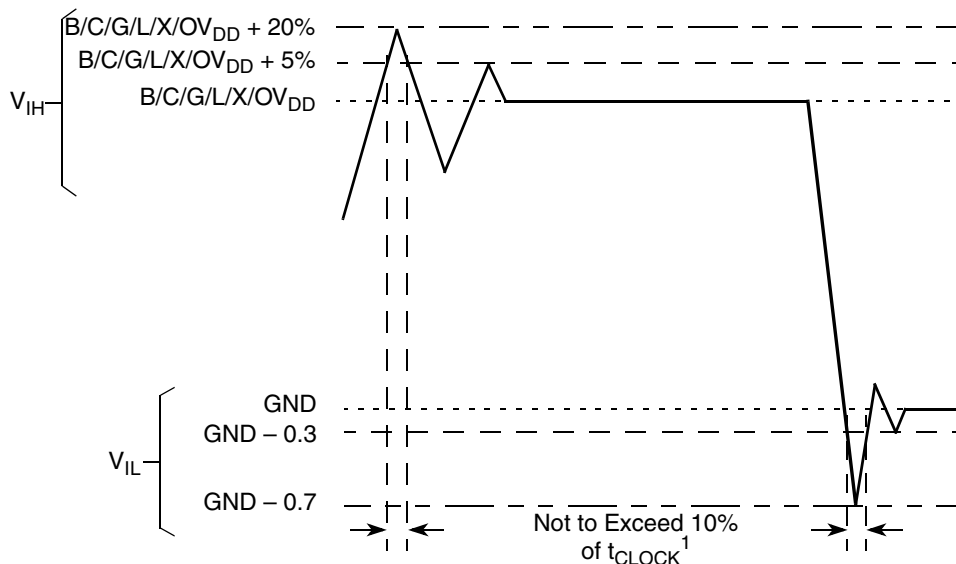 B/C/G/L/X/OVDD + 20%
B/C/G/L/X/OVDD + 5%
B/C/G/L/X/OVDD
VIH
GND
GND – 0.3
VIL
GND – 0.7
Not to Exceed 10%
of tCLOCK1